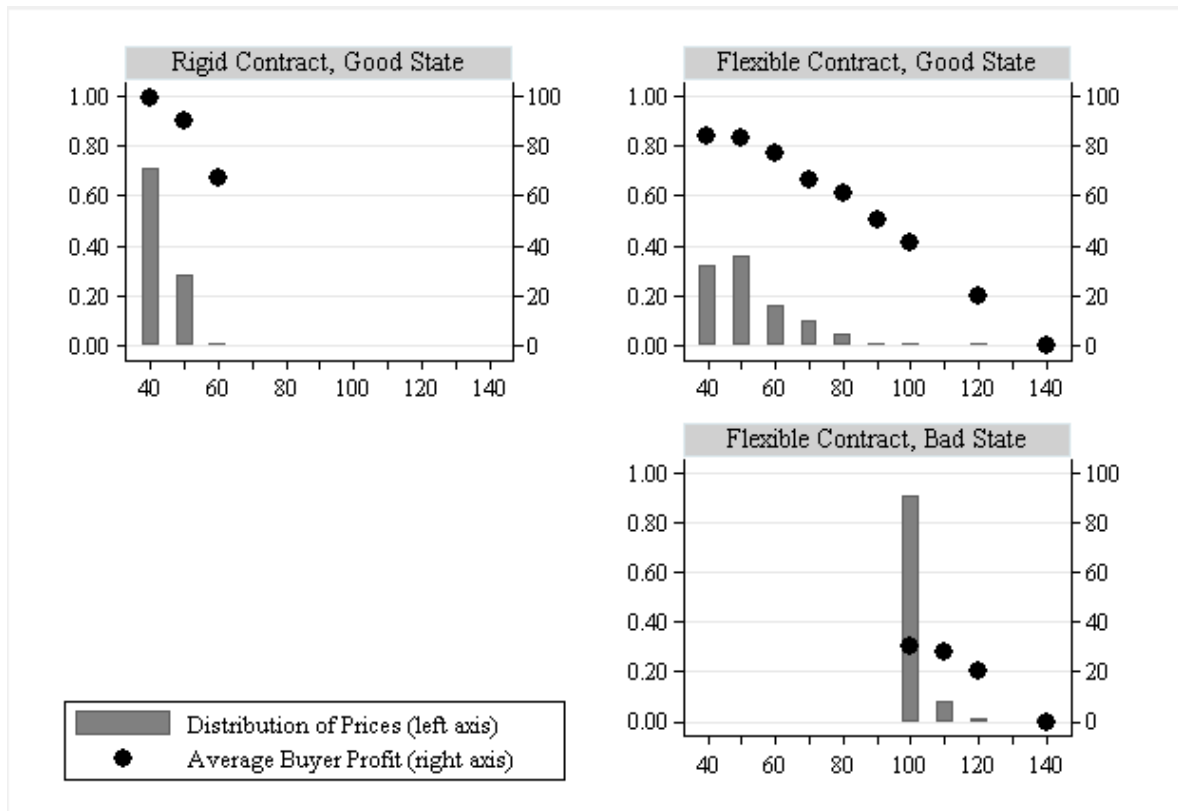 Rigid Contract, Good State
1.00 100
0.80 80
0.60 60
0.40 40
0.20 20
0.00 0
40 60 80 100 120 140
Flexible Contract, Good State
1.00 100
0.80 80
0.60 60
0.40 40
0.20 20
0.00 0
40 60 80 100 120 140
Flexible Contract, Bad State
1.00 100
0.80 80
0.60 60
0.40 40
0.20 20
0.00 0
40 60 80 100 120 140
Distribution of Prices (left axis)
Average Buyer Profit (right axis)